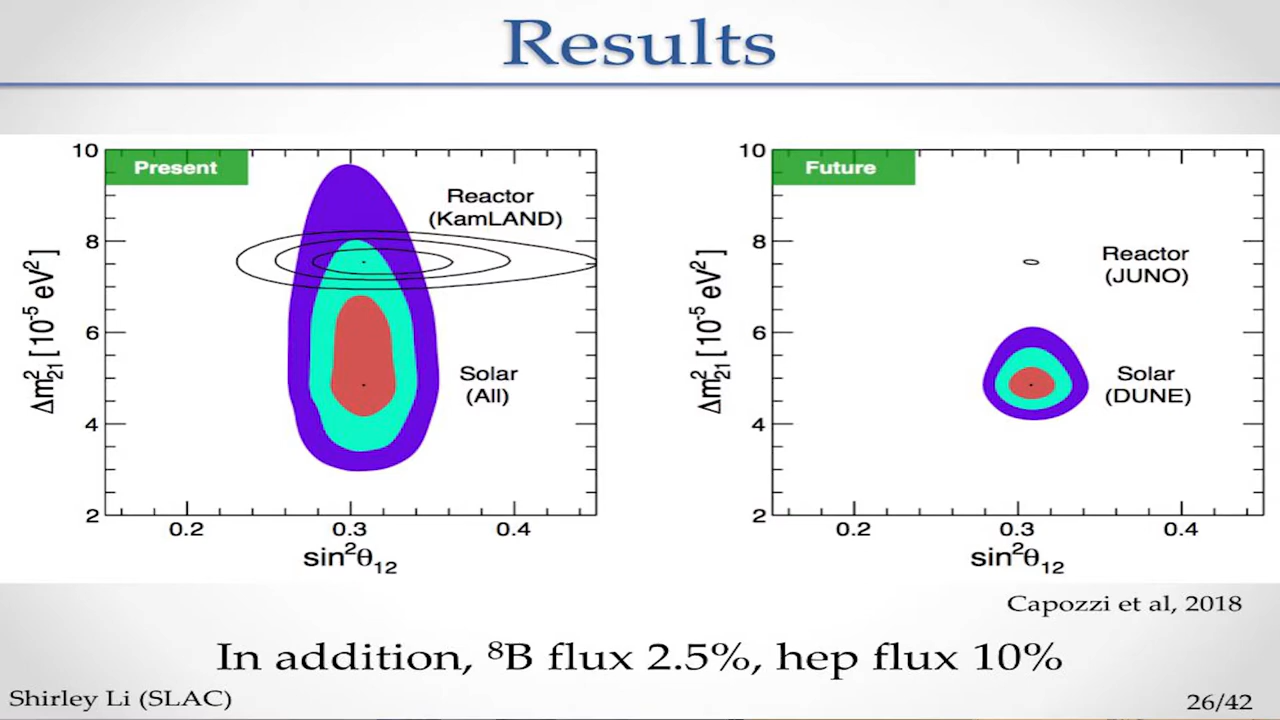 Results
Present
10
8
6
4
2
0.2
0.3
0.4
Δm²₂₁ [10⁻⁵ eV²]
sin²θ₁₂
Reactor
(KamLAND)
Solar
(All)
Future
10
8
6
4
2
0.2
0.3
0.4
Δm²₂₁ [10⁻⁵ eV²]
sin²θ₁₂
Reactor
(JUNO)
Solar
(DUNE)
Capozzi et al, 2018
In addition, ⁸B flux 2.5%, hep flux 10%
Shirley Li (SLAC)
26/42